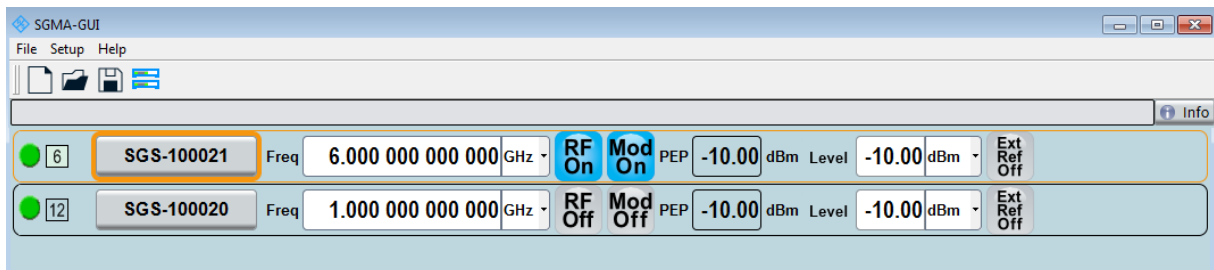 SGMA-GUI
File Setup Help
Info
6 SGS-100021 Freq 6.000 000 000 000 GHz RF On Mod On PEP -10.00 dBm Level -10.00 dBm Ext Ref Off
12 SGS-100020 Freq 1.000 000 000 000 GHz RF Off Mod Off PEP -10.00 dBm Level -10.00 dBm Ext Ref Off